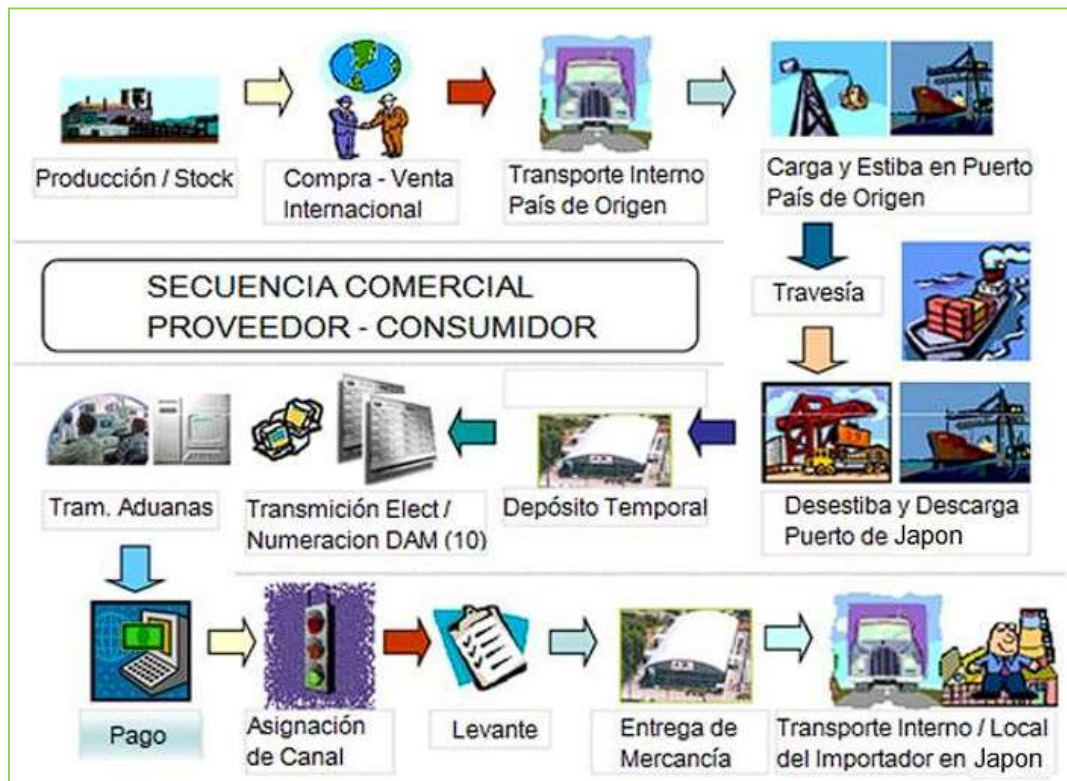 Producción / Stock
Compra - Venta
Internacional
Transporte Interno
País de Origen
Carga y Estiba en Puerto
País de Origen
SECUENCIA COMERCIAL
PROVEEDOR - CONSUMIDOR
Travesía
Desestiba y Descarga
Puerto de Japon
Depósito Temporal
Transmición Elect /
Numeracion DAM (10)
Tram. Aduanas
Pago
Asignación
de Canal
Levante
Entrega de
Mercancía
Transporte Interno / Local
del Importador en Japon